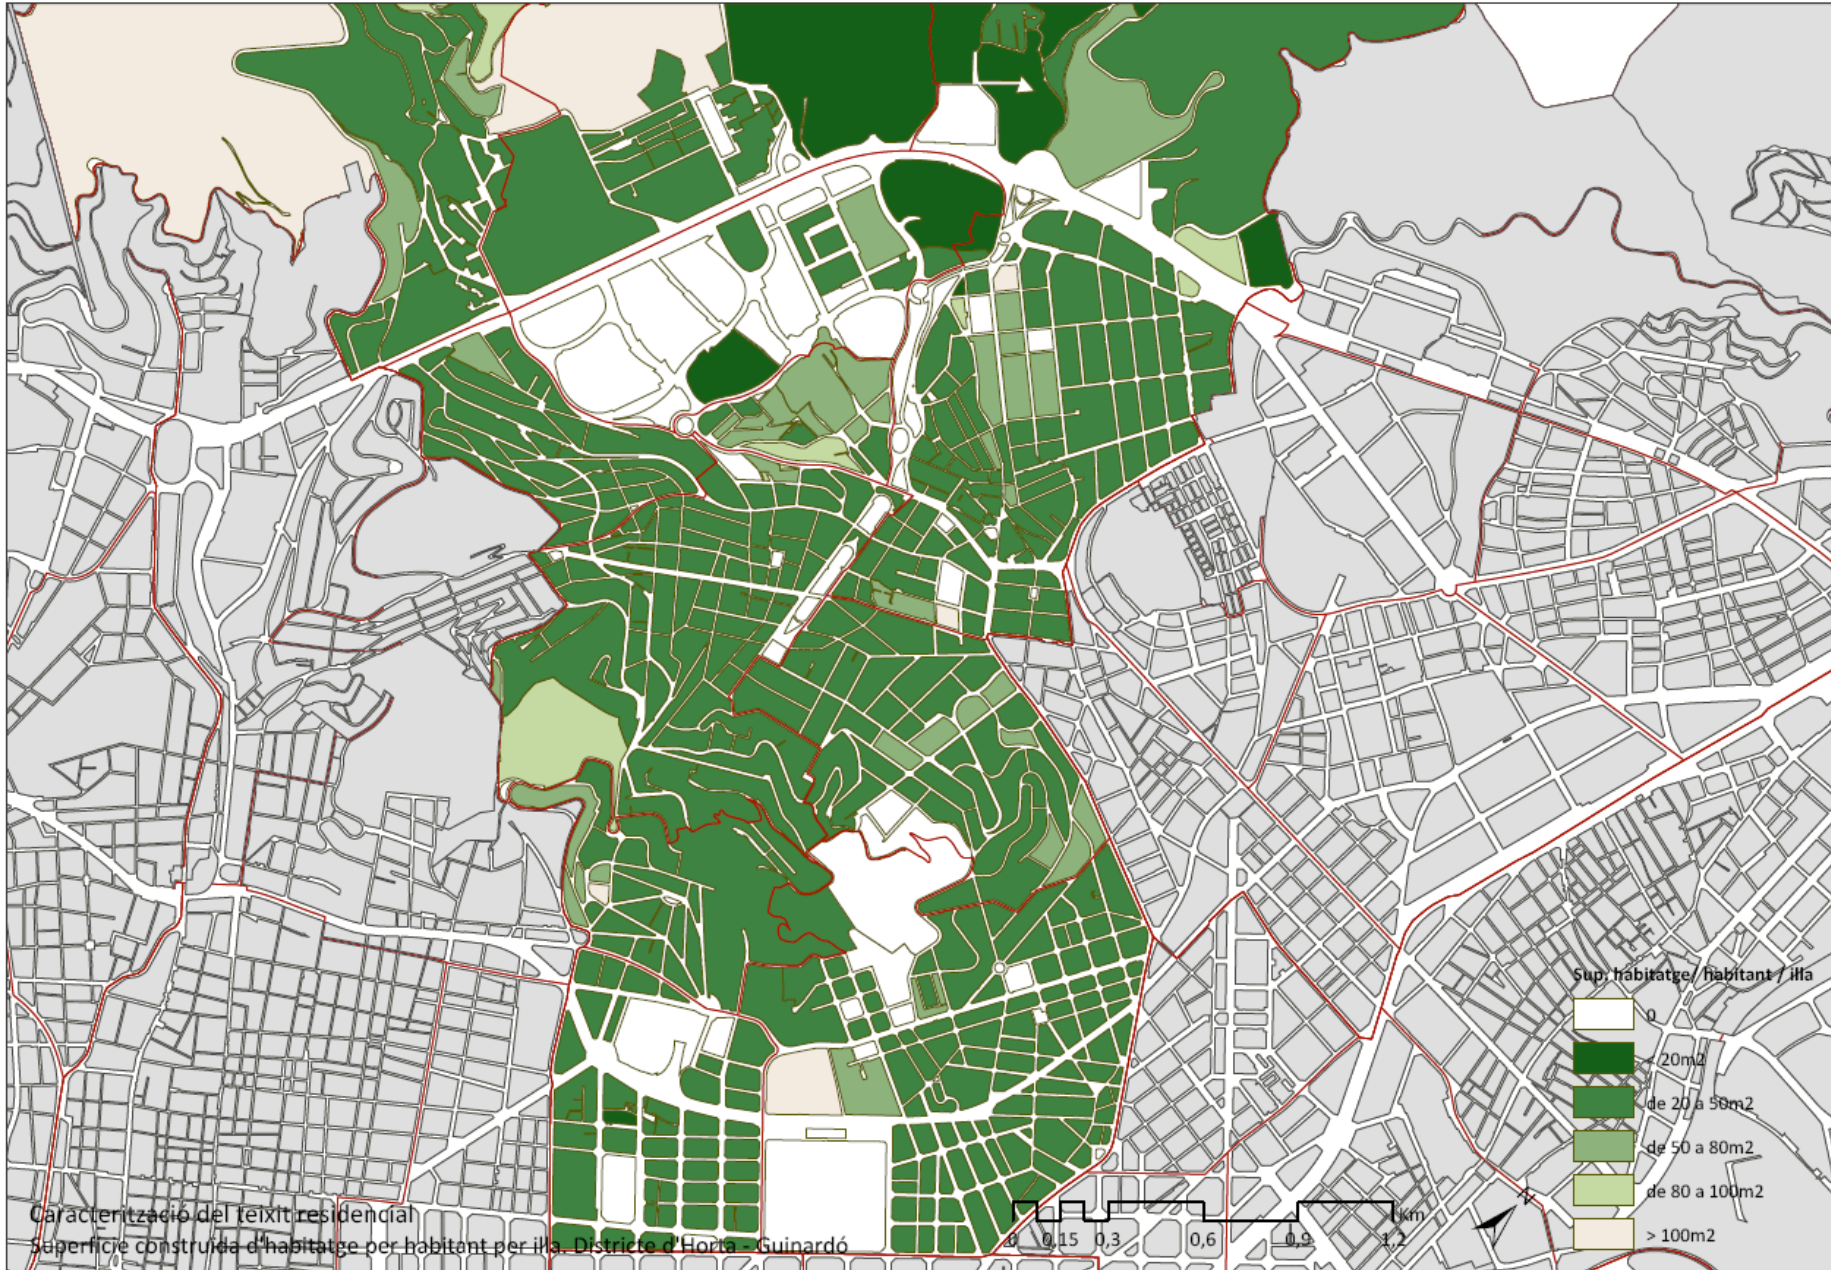 Sup. habitatge/ habitant / illa
0
< 20m2
de 20 a 50m2
de 50 a 80m2
de 80 a 100m2
> 100m2
Km
0 0,15 0,3 0,6 0,9 1,2
Caracterització del teixit residencial
Superfície construïda d'habitatge per habitant per illa. Districte d'Horta - Guinardó